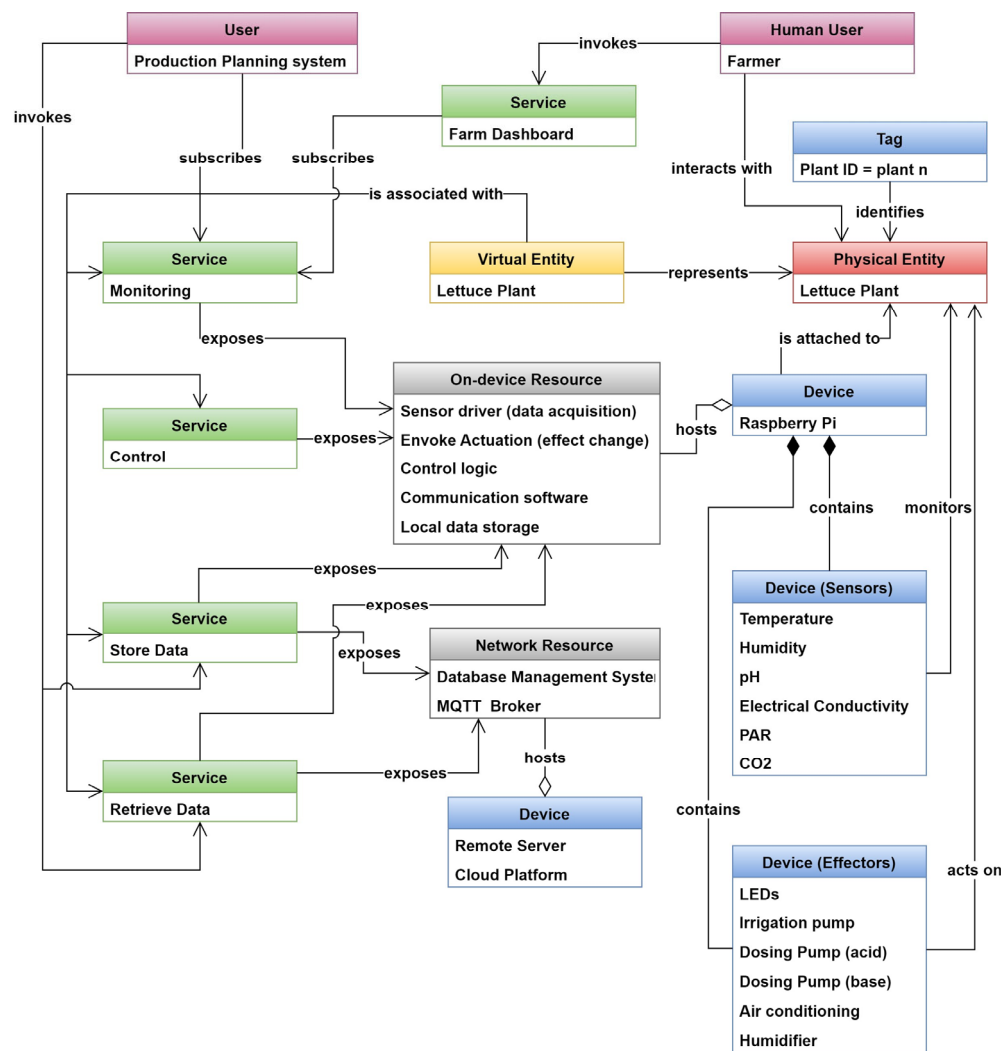 User
Production Planning system
Human User
Farmer
invokes
Service
Farm Dashboard
invokes
Tag
Plant ID = plant n
subscribes
subscribes
interacts with
is associated with
identifies
Service
Monitoring
Virtual Entity
Lettuce Plant
represents
Physical Entity
Lettuce Plant
exposes
is attached to
On-device Resource
Sensor driver (data acquisition)
Envoke Actuation (effect change)
Control logic
Communication software
Local data storage
Device
Raspberry Pi
hosts
Service
Control
exposes
contains
monitors
exposes
Device (Sensors)
Temperature
Humidity
pH
Electrical Conductivity
PAR
CO2
exposes
Service
Store Data
exposes
Network Resource
Database Management Syste
MQTT Broker
hosts
Service
Retrieve Data
exposes
Device
Remote Server
Cloud Platform
contains
Device (Effectors)
LEDs
Irrigation pump
Dosing Pump (acid)
Dosing Pump (base)
Air conditioning
Humidifier
acts on